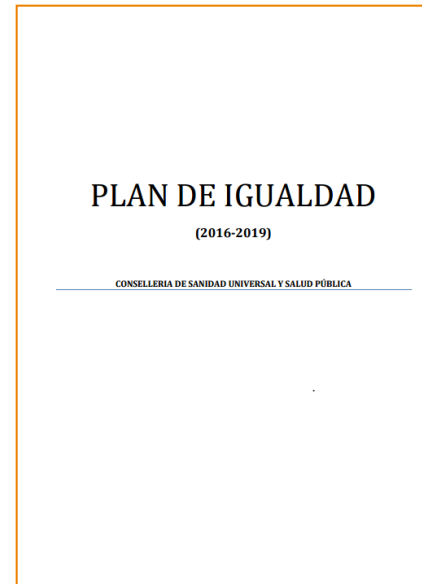 PLAN DE IGUALDAD
(2016-2019)
CONSELLERIA DE SANIDAD UNIVERSAL Y SALUD PÚBLICA
.